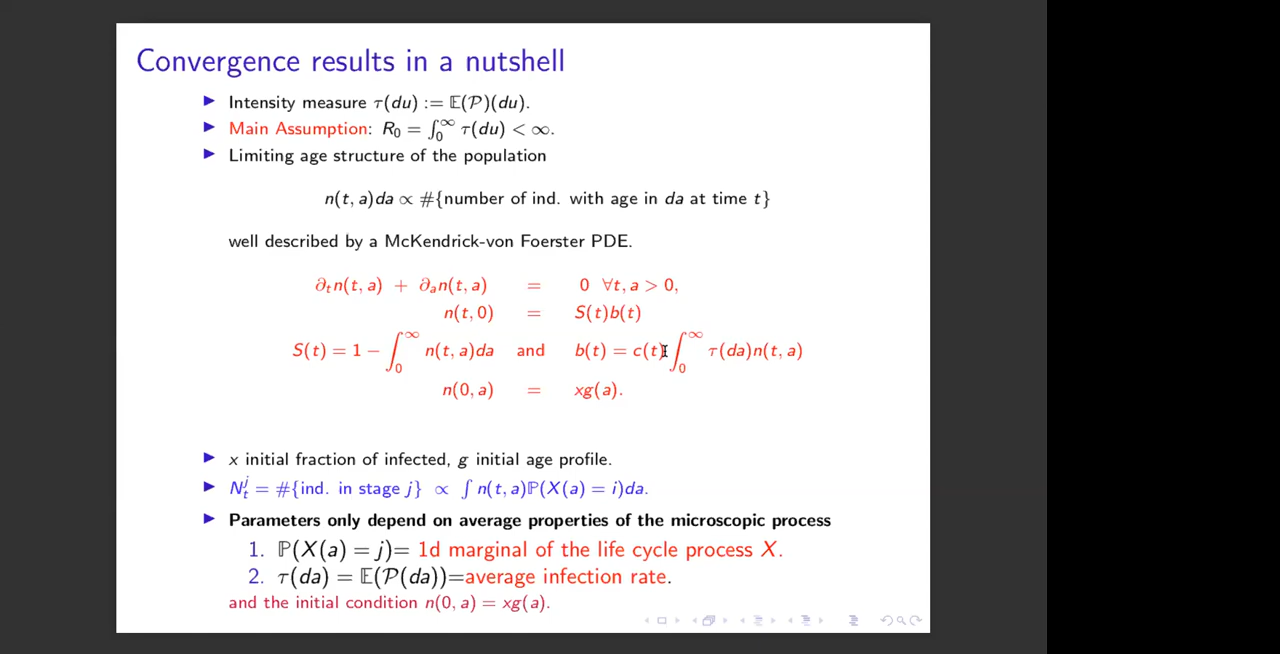 Convergence results in a nutshell
▶ Intensity measure τ(du) := 𝔼(𝒫)(du).
▶ Main Assumption: R₀ = ∫₀^∞ τ(du) < ∞.
▶ Limiting age structure of the population
n(t, a)da ∝ #{number of ind. with age in da at time t}
well described by a McKendrick-von Foerster PDE.
∂ₜn(t, a) + ∂ₐn(t, a) = 0 ∀t, a > 0,
n(t, 0) = S(t)b(t)
S(t) = 1 − ∫₀^∞ n(t, a)da and b(t) = c(t) ∫₀^∞ τ(da)n(t, a)
n(0, a) = xg(a).
▶ x initial fraction of infected, g initial age profile.
▶ Nₜʲ = #{ind. in stage j} ∝ ∫ n(t, a)ℙ(X(a) = i)da.
▶ Parameters only depend on average properties of the microscopic process
1. ℙ(X(a) = j)= 1d marginal of the life cycle process X.
2. τ(da) = 𝔼(𝒫(da))=average infection rate.
and the initial condition n(0, a) = xg(a).